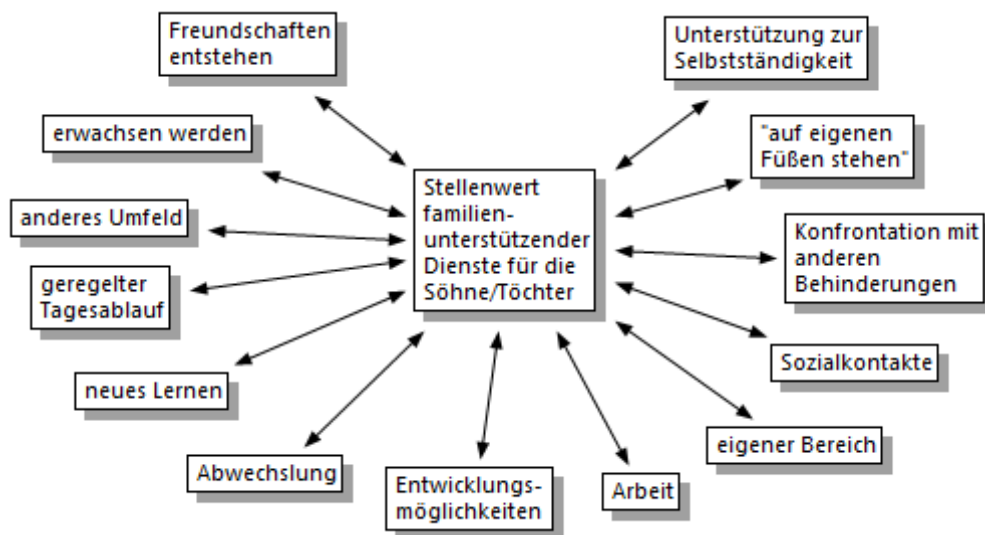 Freundschaften
entstehen
Unterstützung zur
Selbstständigkeit
erwachsen werden
"auf eigenen
Füßen stehen"
Stellenwert
familien-
unterstützender
Dienste für die
Söhne/Töchter
anderes Umfeld
Konfrontation mit
anderen
Behinderungen
geregelter
Tagesablauf
Sozialkontakte
neues Lernen
eigener Bereich
Abwechslung
Entwicklungs-
möglichkeiten
Arbeit